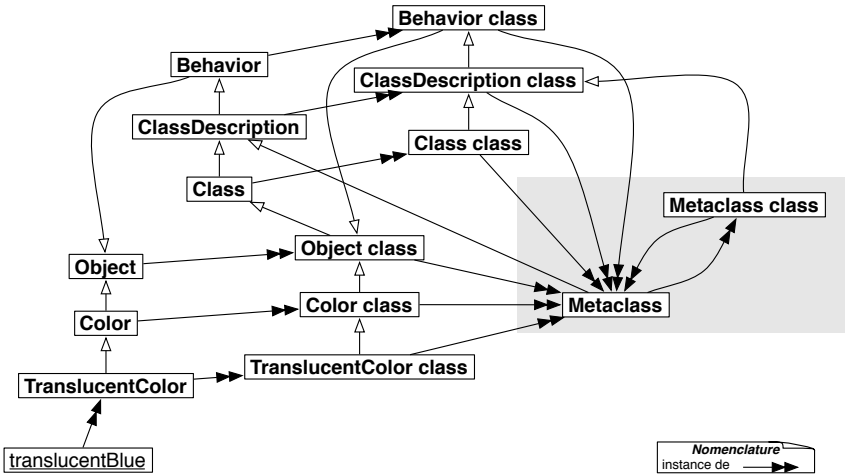 Behavior class
Behavior
ClassDescription class
ClassDescription
Class class
Class
Metaclass class
Object class
Object
Color class
Metaclass
Color
TranslucentColor class
TranslucentColor
translucentBlue
Nomenclature
instance de